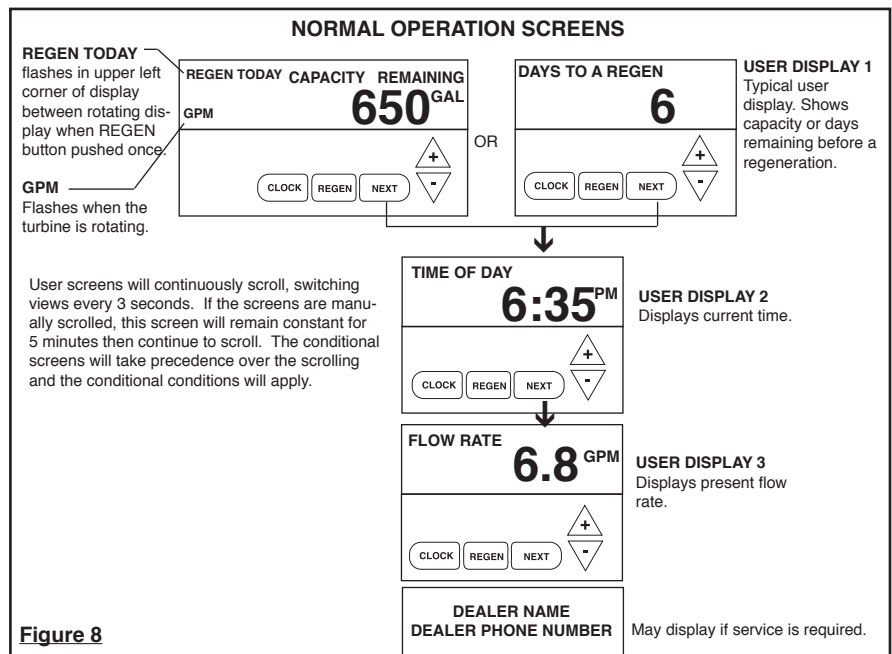 NORMAL OPERATION SCREENS
REGEN TODAY
flashes in upper left
corner of display
between rotating dis-
play when REGEN
button pushed once.
GPM
Flashes when the
turbine is rotating.
REGEN TODAY CAPACITY REMAINING
650 GAL
GPM
CLOCK REGEN NEXT + -
OR
DAYS TO A REGEN
6
CLOCK REGEN NEXT + -
USER DISPLAY 1
Typical user
display. Shows
capacity or days
remaining before a
regeneration.
User screens will continuously scroll, switching
views every 3 seconds. If the screens are manu-
ally scrolled, this screen will remain constant for
5 minutes then continue to scroll. The conditional
screens will take precedence over the scrolling
and the conditional conditions will apply.
TIME OF DAY
6:35 PM
CLOCK REGEN NEXT + -
USER DISPLAY 2
Displays current time.
FLOW RATE
6.8 GPM
CLOCK REGEN NEXT + -
USER DISPLAY 3
Displays present flow
rate.
DEALER NAME
DEALER PHONE NUMBER
May display if service is required.
Figure 8